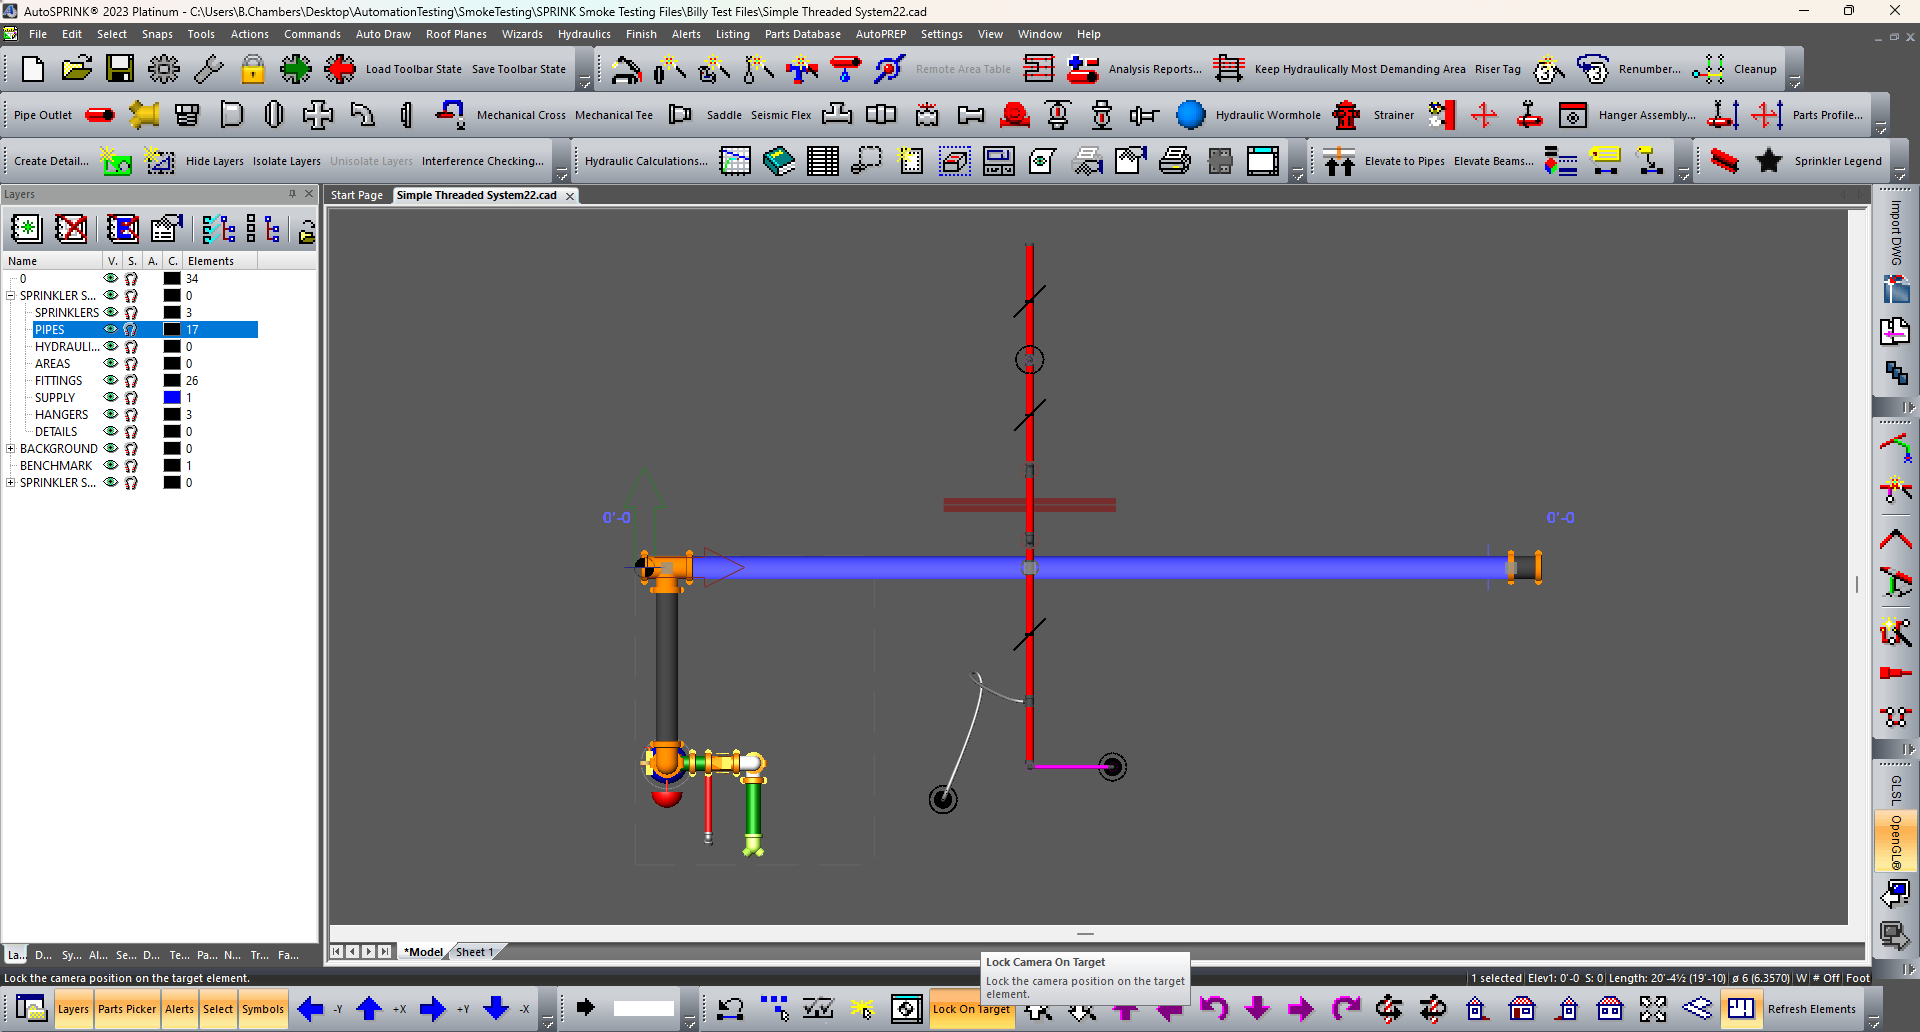 AutoSPRINK® 2023 Platinum - C:\Users\B.Chambers\Desktop\AutomationTesting\SmokeTesting\SPRINK Smoke Testing Files\Billy Test Files\Simple Threaded System22.cad
File Edit Select Snaps Tools Actions Commands Auto Draw Roof Planes Wizards Hydraulics Finish Alerts Listing Parts Database AutoPREP Settings View Window Help
Load Toolbar State Save Toolbar State Remote Area Table Analysis Reports... Keep Hydraulically Most Demanding Area Riser Tag Renumber... Cleanup
Pipe Outlet Mechanical Cross Mechanical Tee Saddle Seismic Flex Hydraulic Wormhole Strainer Hanger Assembly... Parts Profile...
Create Detail... Hide Layers Isolate Layers Unisolate Layers Interference Checking... Hydraulic Calculations... Elevate to Pipes Elevate Beams... Sprinkler Legend
Layers
Start Page Simple Threaded System22.cad
Name V. S. A. C. Elements
0 34
SPRINKLER S... 0
SPRINKLERS 3
PIPES 17
HYDRAULI... 0
AREAS 0
FITTINGS 26
SUPPLY 1
HANGERS 3
DETAILS 0
BACKGROUND 0
BENCHMARK 1
SPRINKLER S... 0
0'-0
0'-0
Import DWG
GLSL
OpenGL®
La... D... Sy... Al... Se... D... Te... Pa... N... Tr... Fa...
*Model Sheet 1
Lock Camera On Target
Lock the camera position on the target
element.
Lock the camera position on the target element.
1 selected Elev1: 0'-0 S: 0 Length: 20'-4½ (19'-10) ø 6 (6.3570) W # Off Foot
Layers Parts Picker Alerts Select Symbols -Y +X +Y -X Lock On Target Refresh Elements